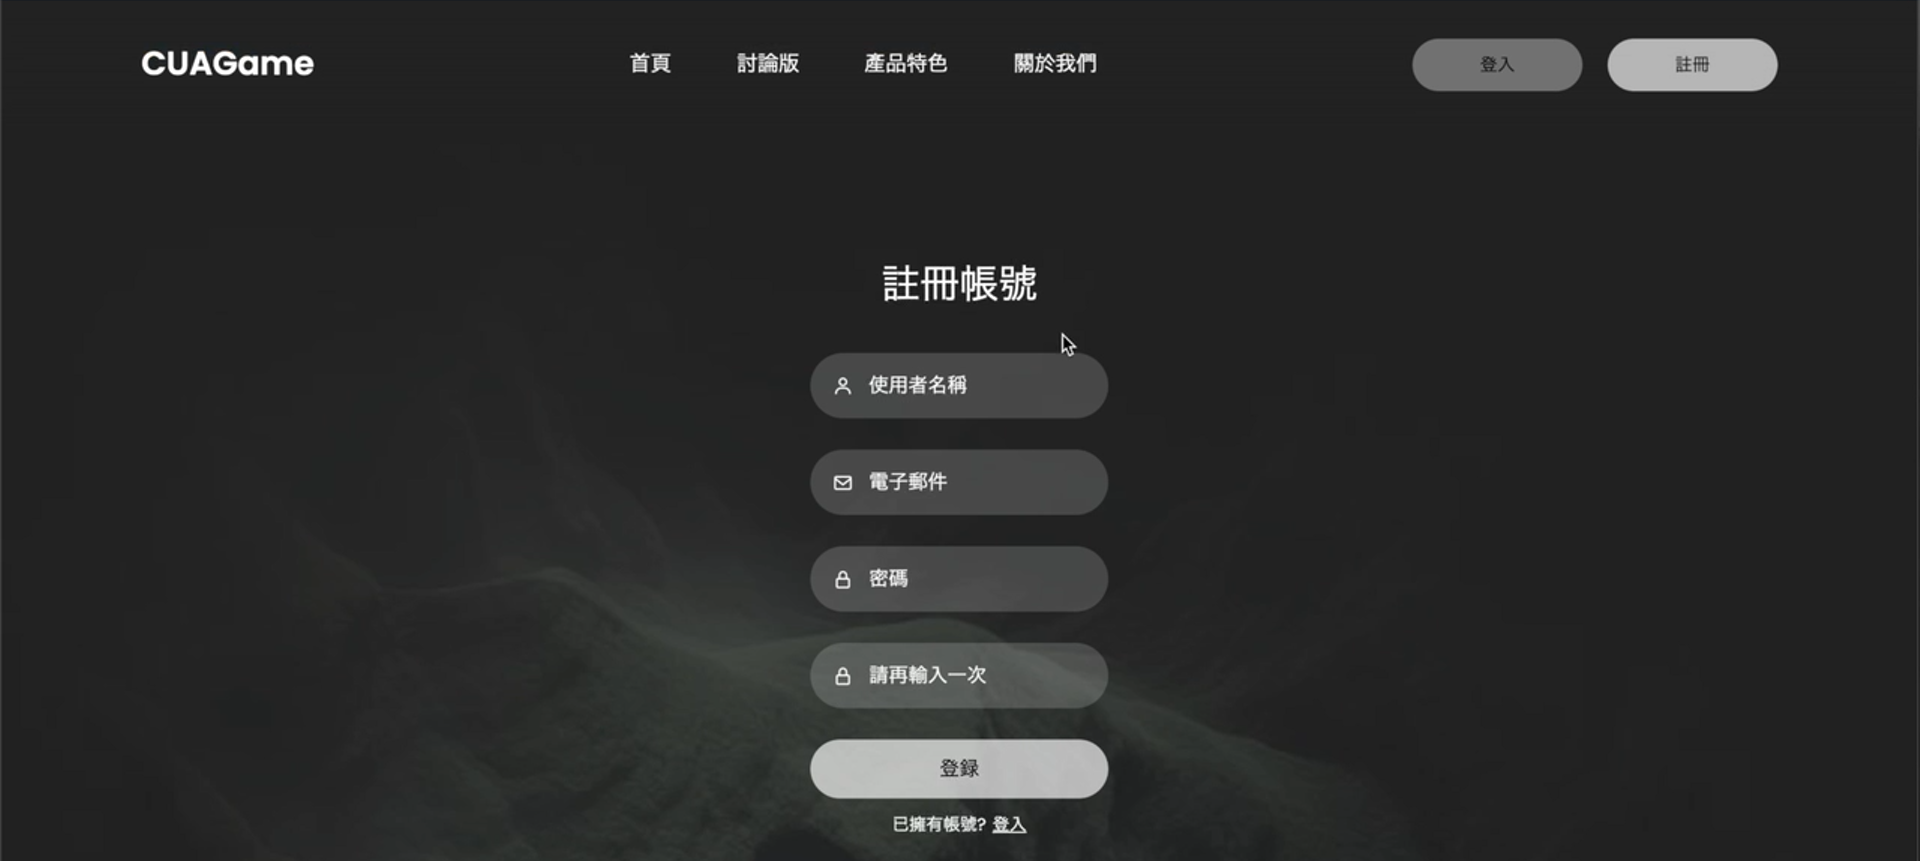 CUAGame
首頁 討論版 產品特色 關於我們
登入 註冊
註冊帳號
使用者名稱
電子郵件
密碼
請再輸入一次
登録
已擁有帳號? 登入